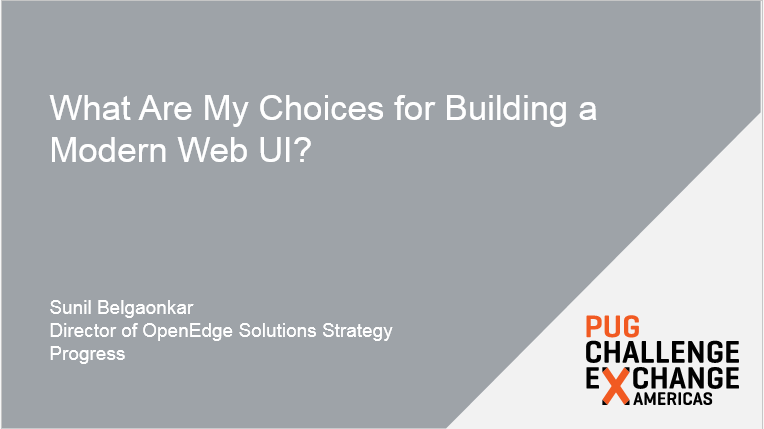 What Are My Choices for Building a
Modern Web UI?
Sunil Belgaonkar
Director of OpenEdge Solutions Strategy
Progress
PUG
CHALLENGE
EXCHANGE
AMERICAS